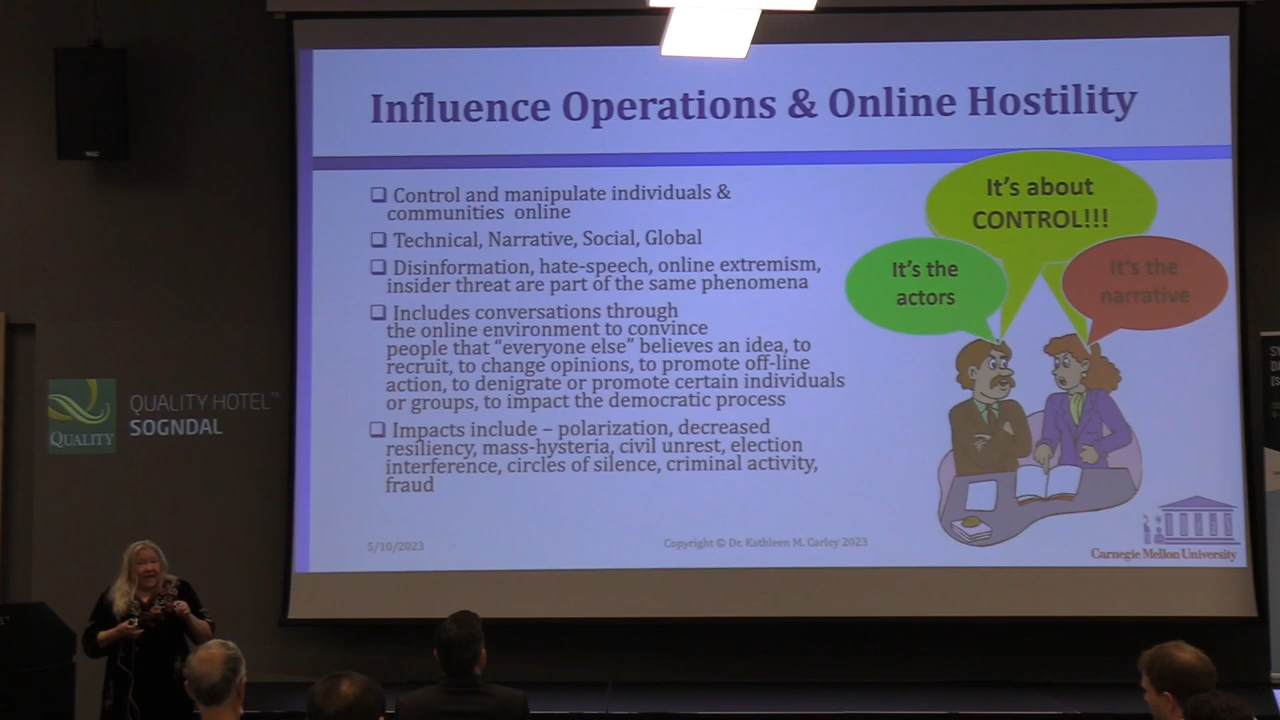 Influence Operations & Online Hostility
Control and manipulate individuals &
communities online
Technical, Narrative, Social, Global
Disinformation, hate-speech, online extremism,
insider threat are part of the same phenomena
Includes conversations through
the online environment to convince
people that “everyone else” believes an idea, to
recruit, to change opinions, to promote off-line
action, to denigrate or promote certain individuals
or groups, to impact the democratic process
Impacts include – polarization, decreased
resiliency, mass-hysteria, civil unrest, election
interference, circles of silence, criminal activity,
fraud
It's about
CONTROL!!!
It's the
actors
It's the
narrative
5/10/2023
Copyright © Dr. Kathleen M. Carley 2023
Carnegie Mellon University
QUALITY
QUALITY HOTEL™
SOGNDAL